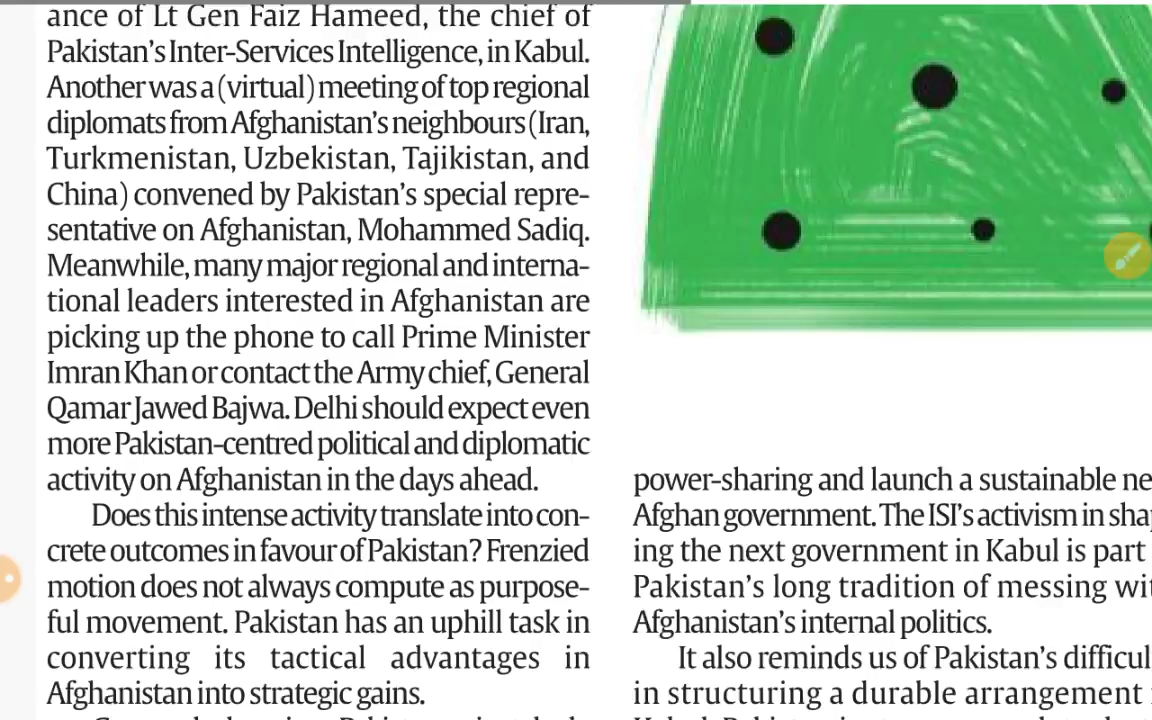 ance of Lt Gen Faiz Hameed, the chief of
Pakistan's Inter-Services Intelligence, in Kabul.
Another was a (virtual) meeting of top regional
diplomats from Afghanistan's neighbours (Iran,
Turkmenistan, Uzbekistan, Tajikistan, and
China) convened by Pakistan's special repre-
sentative on Afghanistan, Mohammed Sadiq.
Meanwhile, many major regional and interna-
tional leaders interested in Afghanistan are
picking up the phone to call Prime Minister
Imran Khan or contact the Army chief, General
Qamar Jawed Bajwa. Delhi should expect even
more Pakistan-centred political and diplomatic
activity on Afghanistan in the days ahead.
Does this intense activity translate into con-
crete outcomes in favour of Pakistan? Frenzied
motion does not always compute as purpose-
ful movement. Pakistan has an uphill task in
converting its tactical advantages in
Afghanistan into strategic gains.
power-sharing and launch a sustainable ne
Afghan government. The ISI's activism in sha
ing the next government in Kabul is part
Pakistan's long tradition of messing wi
Afghanistan's internal politics.
It also reminds us of Pakistan's difficul
in structuring a durable arrangement